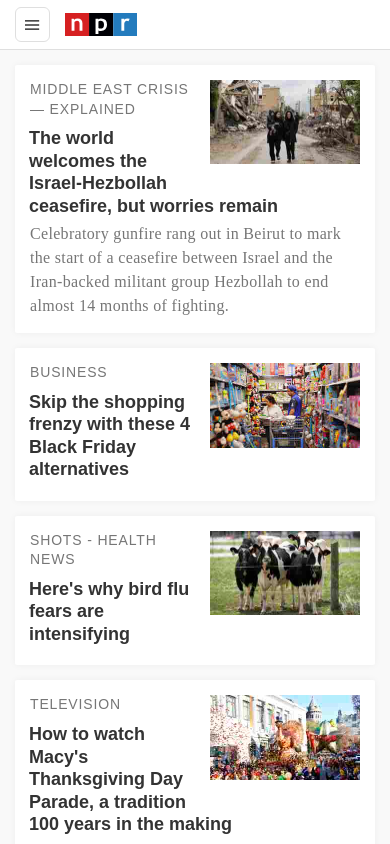 npr
MIDDLE EAST CRISIS
— EXPLAINED
The world
welcomes the
Israel-Hezbollah
ceasefire, but worries remain
Celebratory gunfire rang out in Beirut to mark
the start of a ceasefire between Israel and the
Iran-backed militant group Hezbollah to end
almost 14 months of fighting.
BUSINESS
Skip the shopping
frenzy with these 4
Black Friday
alternatives
SHOTS - HEALTH
NEWS
Here's why bird flu
fears are
intensifying
TELEVISION
How to watch
Macy's
Thanksgiving Day
Parade, a tradition
100 years in the making